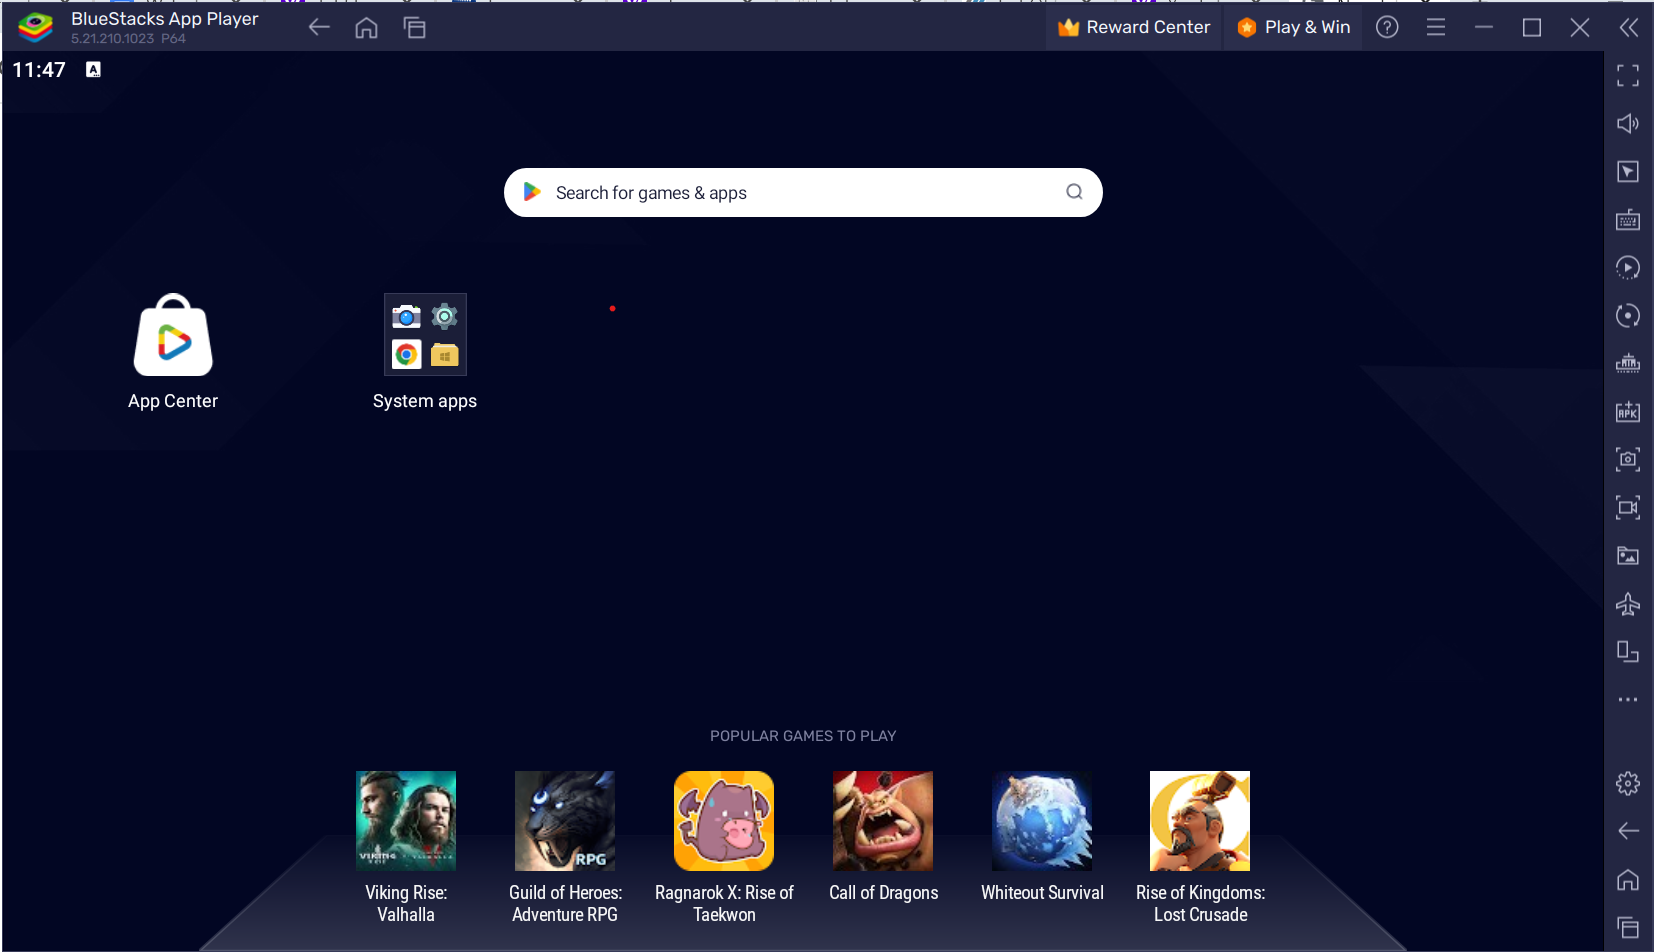 BlueStacks App Player
5.21.210.1023 P64
Reward Center
Play & Win
11:47
A
Search for games & apps
App Center
System apps
APK
POPULAR GAMES TO PLAY
VIKING RISE
VALHALLA
RPG
Viking Rise:
Valhalla
Guild of Heroes:
Adventure RPG
Ragnarok X: Rise of
Taekwon
Call of Dragons
Whiteout Survival
Rise of Kingdoms:
Lost Crusade